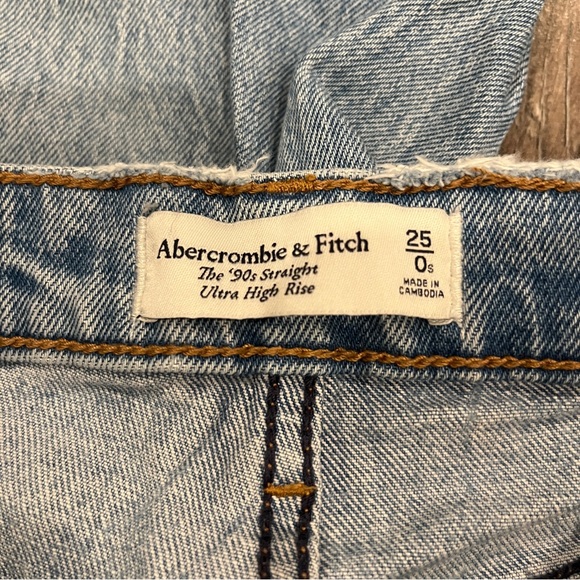 Abercrombie & Fitch
The '90s Straight
Ultra High Rise
25
0s
MADE IN
CAMBODIA